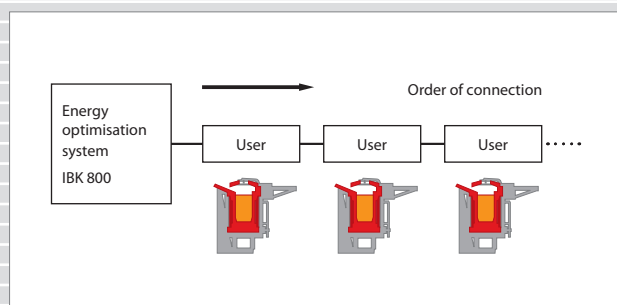 Order of connection
Energy
optimisation
system
IBK 800
User
User
User